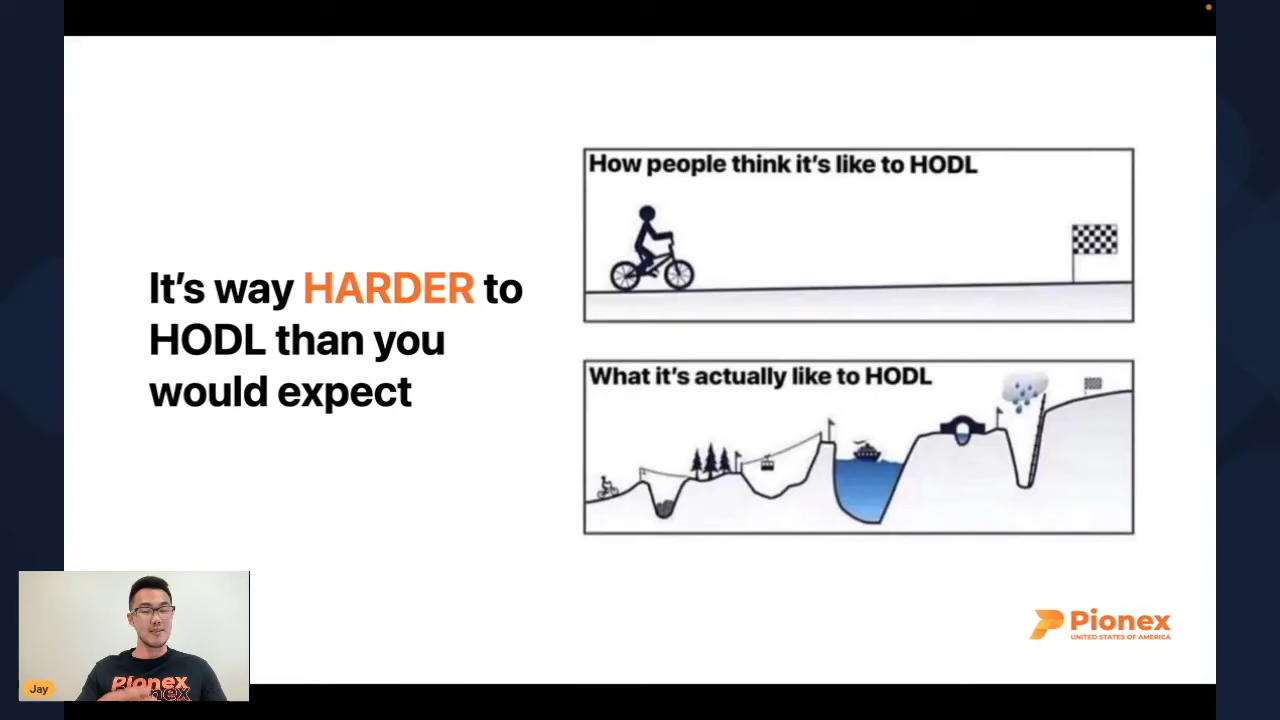 It's way HARDER to
HODL than you
would expect
How people think it's like to HODL
What it's actually like to HODL
Pionex
UNITED STATES OF AMERICA
Pionex
Pionex
Jay